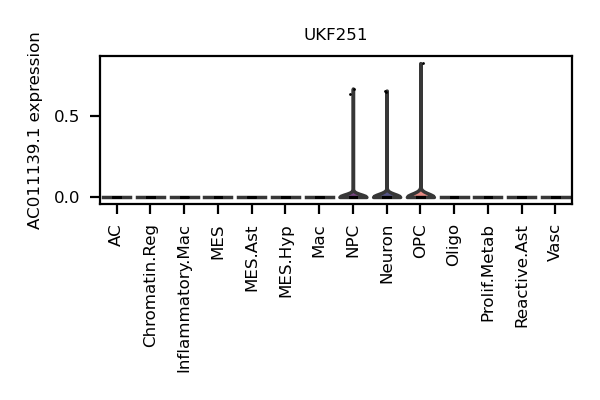 UKF251
AC011139.1 expression
0.5
0.0
AC
Chromatin.Reg
Inflammatory.Mac
MES
MES.Ast
MES.Hyp
Mac
NPC
Neuron
OPC
Oligo
Prolif.Metab
Reactive.Ast
Vasc